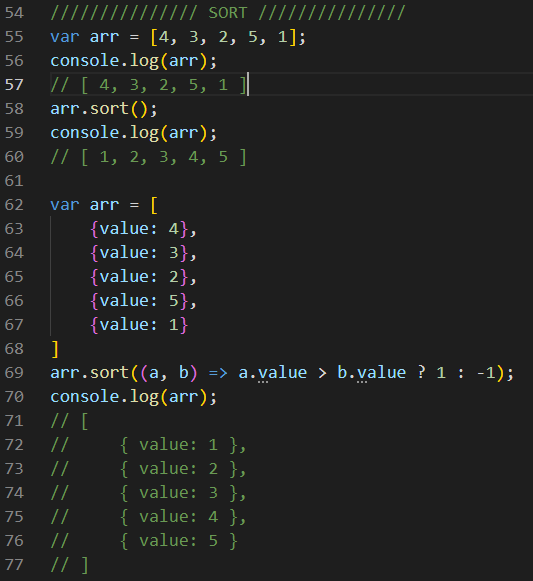 54 /////////////// SORT ///////////////
55 var arr = [4, 3, 2, 5, 1];
56 console.log(arr);
57 // [ 4, 3, 2, 5, 1 ]
58 arr.sort();
59 console.log(arr);
60 // [ 1, 2, 3, 4, 5 ]
61
62 var arr = [
63     {value: 4},
64     {value: 3},
65     {value: 2},
66     {value: 5},
67     {value: 1}
68 ]
69 arr.sort((a, b) => a.value > b.value ? 1 : -1);
70 console.log(arr);
71 // [
72 //     { value: 1 },
73 //     { value: 2 },
74 //     { value: 3 },
75 //     { value: 4 },
76 //     { value: 5 }
77 // ]